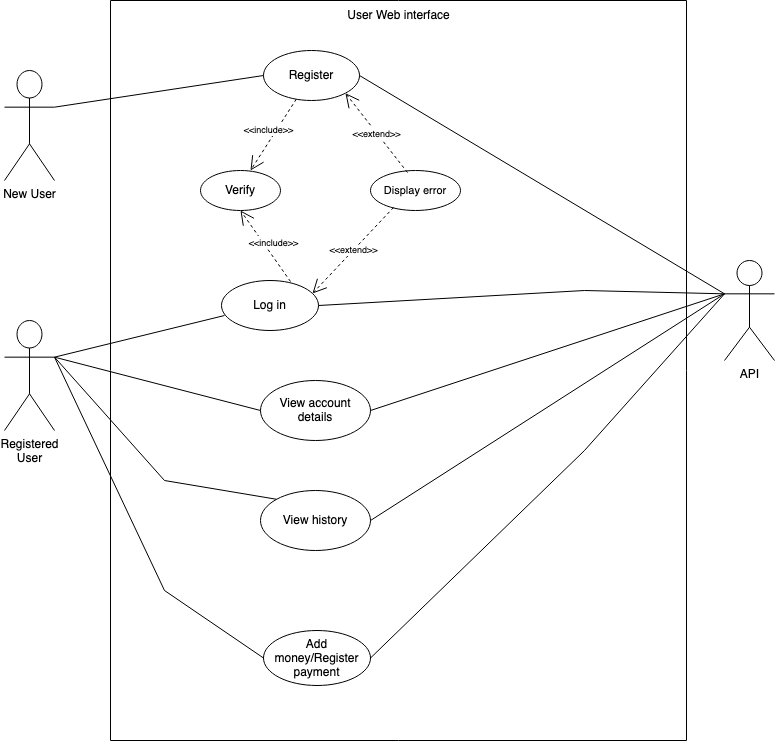 User Web interface
Register
<<include>>
<<extend>>
New User
Verify
Display error
<<include>>
<<extend>>
Log in
API
Registered
User
View account
details
View history
Add
money/Register
payment